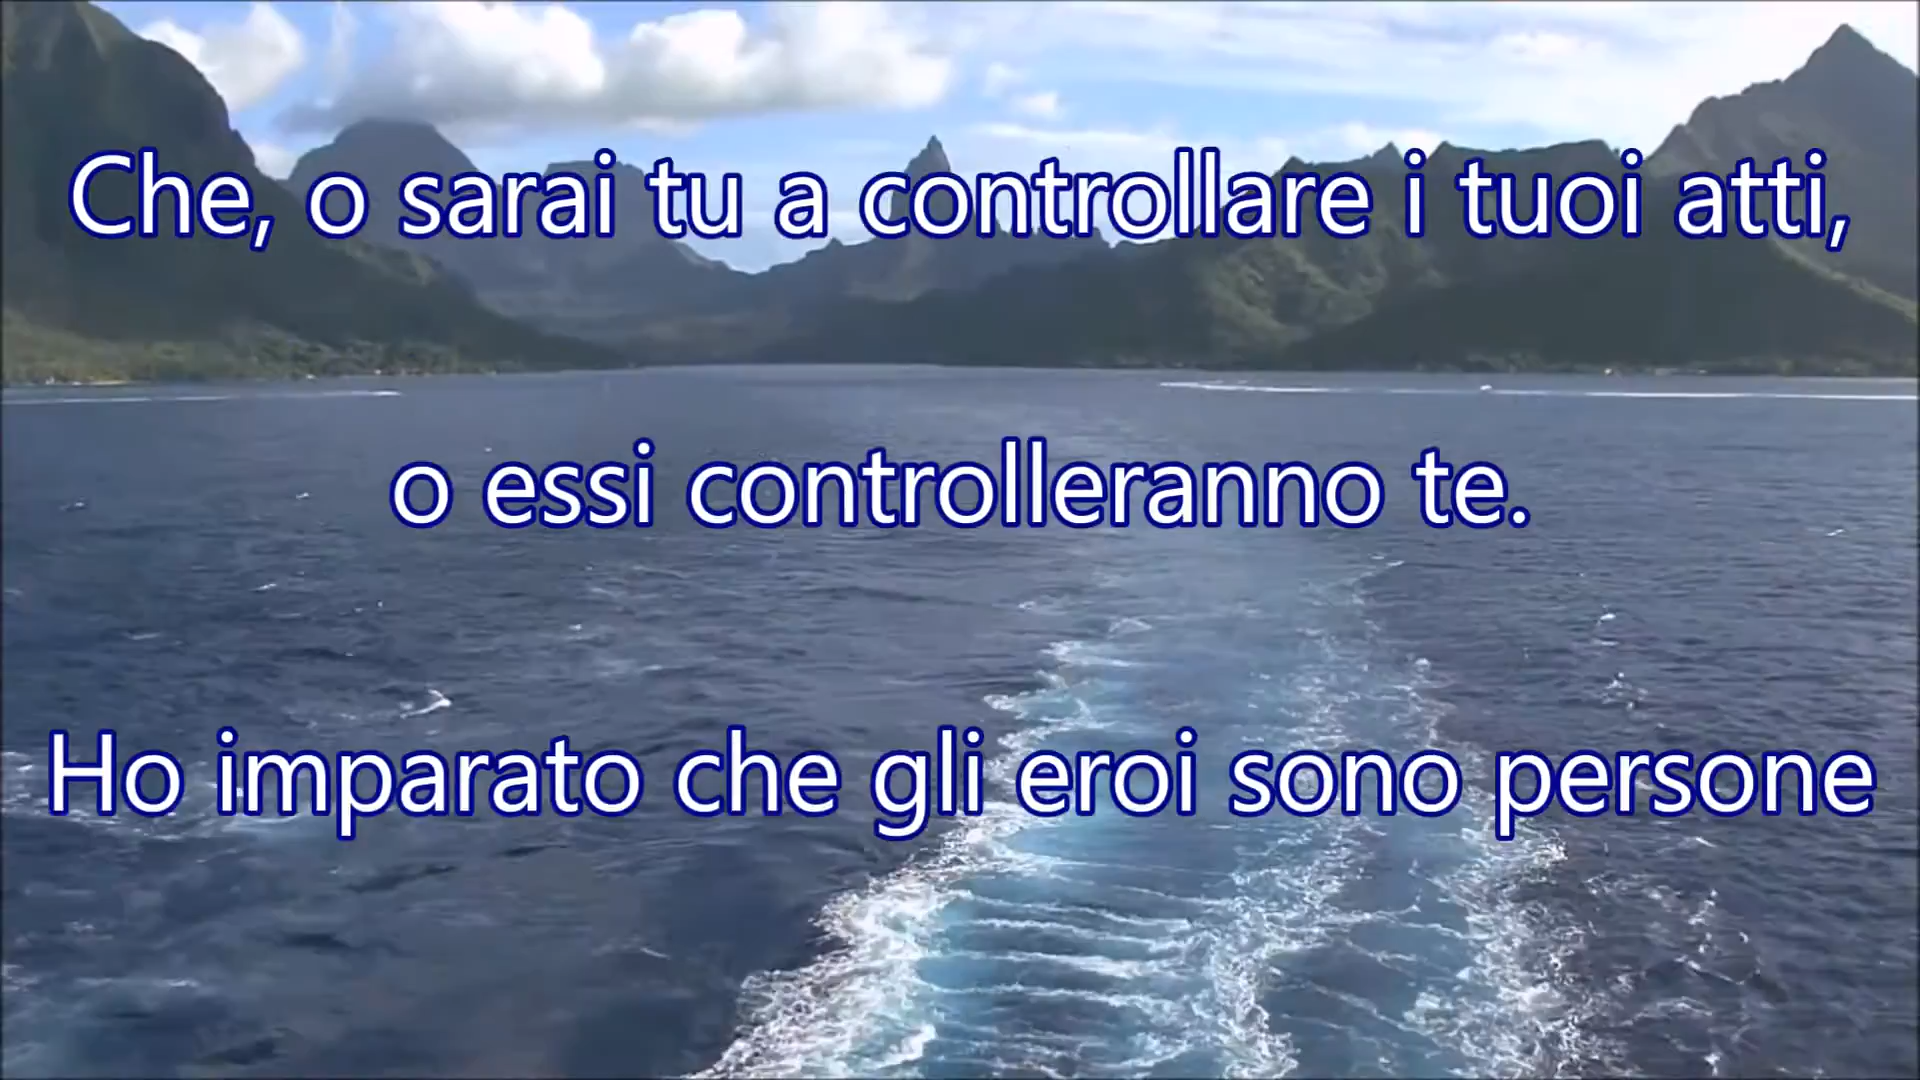 Che, o sarai tu a controllare i tuoi atti,
o essi controlleranno te.
Ho imparato che gli eroi sono persone